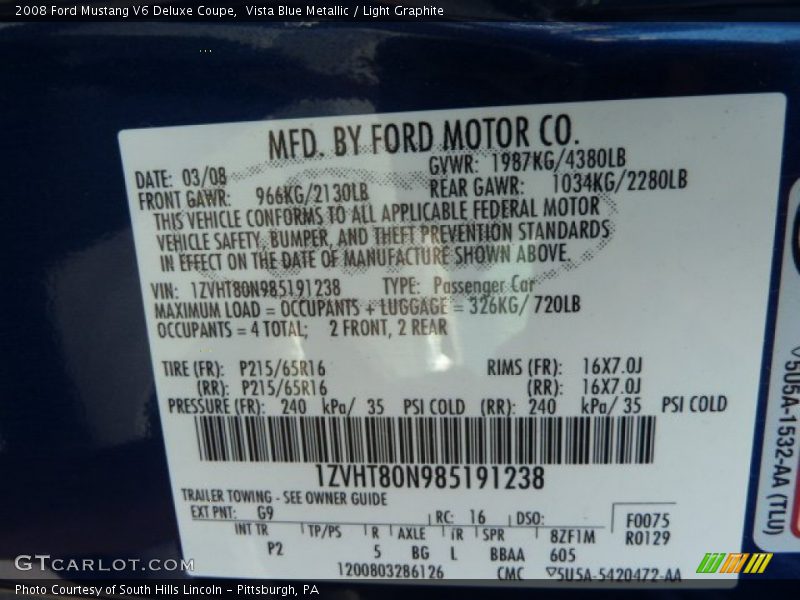 2008 Ford Mustang V6 Deluxe Coupe, Vista Blue Metallic / Light Graphite
MFD. BY FORD MOTOR CO.
DATE: 03/08 GVWR: 1987KG/4380LB
FRONT GAWR: 966KG/2130LB REAR GAWR: 1034KG/2280LB
THIS VEHICLE CONFORMS TO ALL APPLICABLE FEDERAL MOTOR
VEHICLE SAFETY, BUMPER, AND THEFT PREVENTION STANDARDS
IN EFFECT ON THE DATE OF MANUFACTURE SHOWN ABOVE.
VIN: 1ZVHT80N985191238 TYPE: Passenger Car
MAXIMUM LOAD = OCCUPANTS + LUGGAGE = 326KG/ 720LB
OCCUPANTS = 4 TOTAL; 2 FRONT, 2 REAR
TIRE (FR): P215/65R16 RIMS (FR): 16X7.0J
(RR): P215/65R16 (RR): 16X7.0J
PRESSURE (FR): 240 kPa/ 35 PSI COLD (RR): 240 kPa/ 35 PSI COLD
1ZVHT80N985191238
TRAILER TOWING - SEE OWNER GUIDE
EXT PNT: G9 RC: 16 DSO: F0075
INT TR TP/PS R AXLE TR SPR 8ZF1M R0129
P2 5 BG L BBAA 605
1200803286126 CMC 5U5A-5420472-AA
5U5A-1532-AA (TLU)
GTCarLot.com
Photo Courtesy of South Hills Lincoln - Pittsburgh, PA